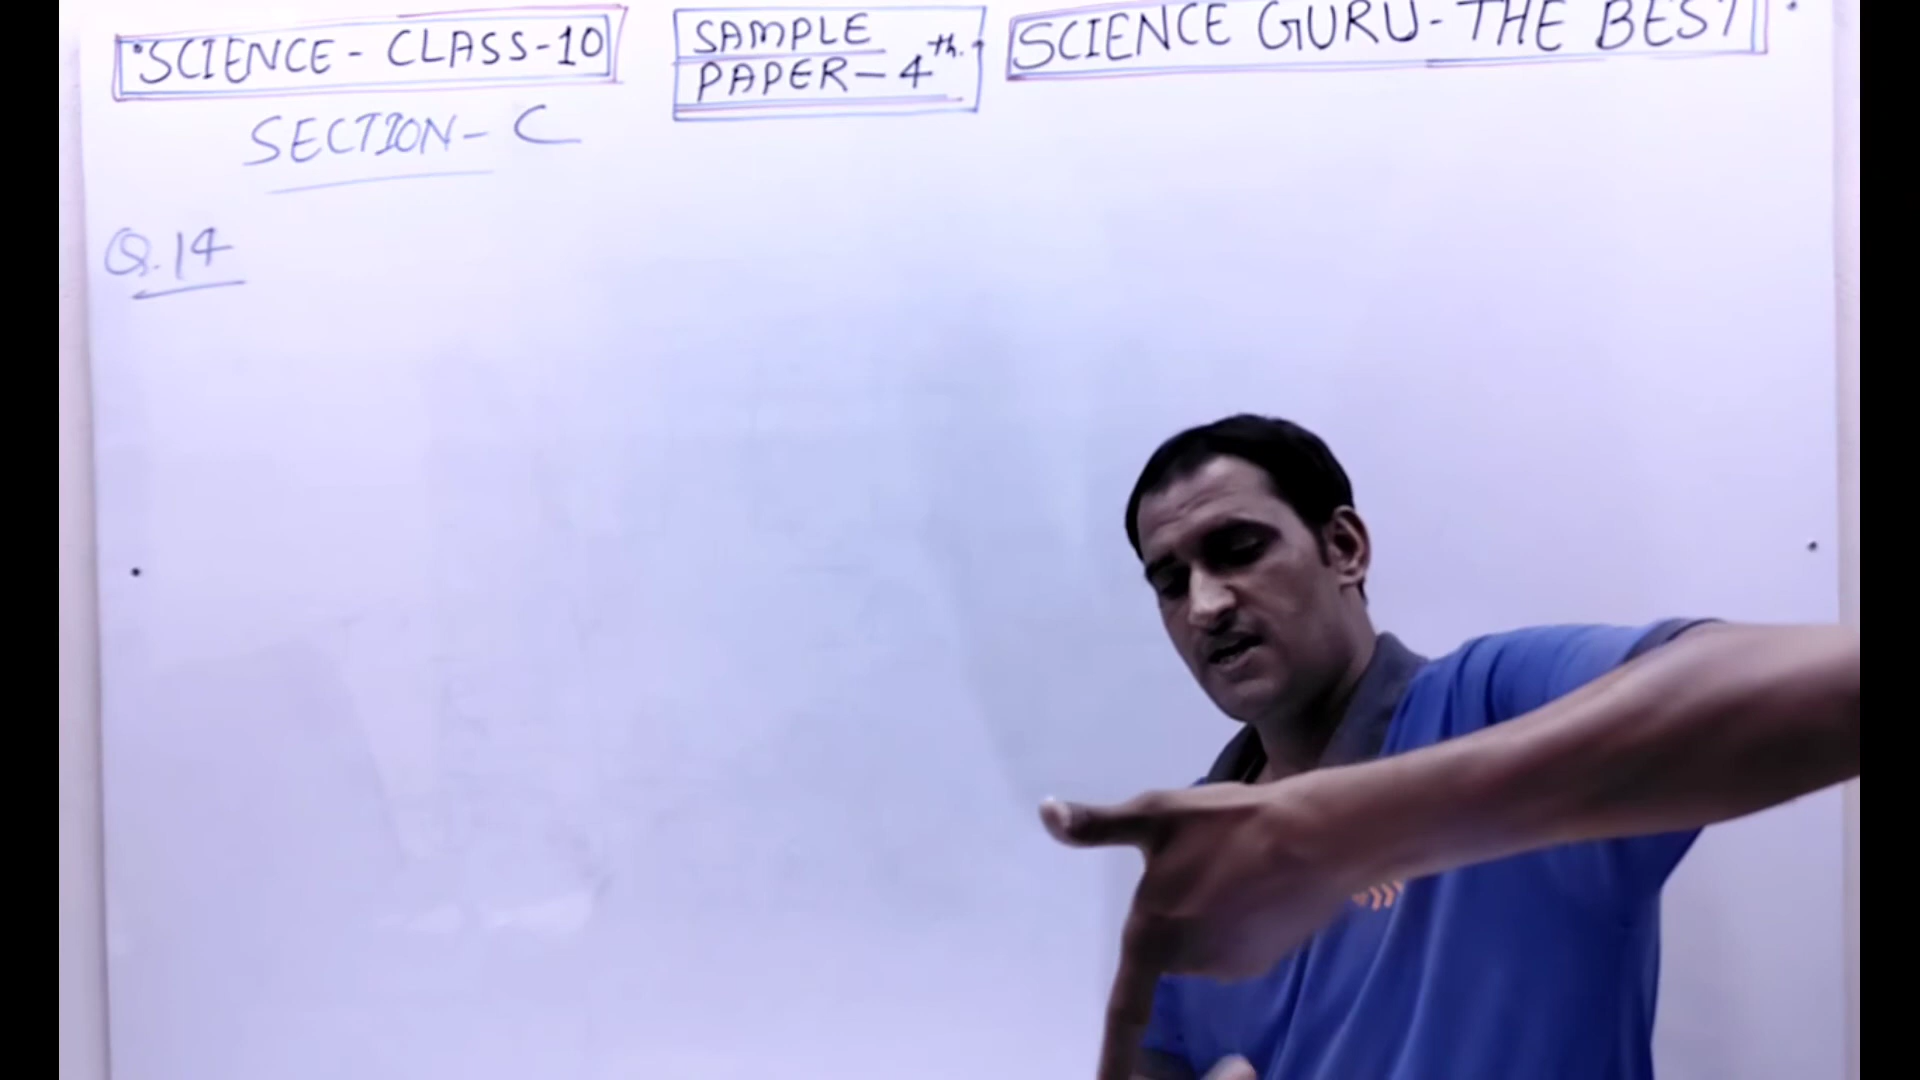 SCIENCE - CLASS-10
SAMPLE
PAPER - 4th.
SCIENCE GURU - THE BEST
SECTION - C
Q.14